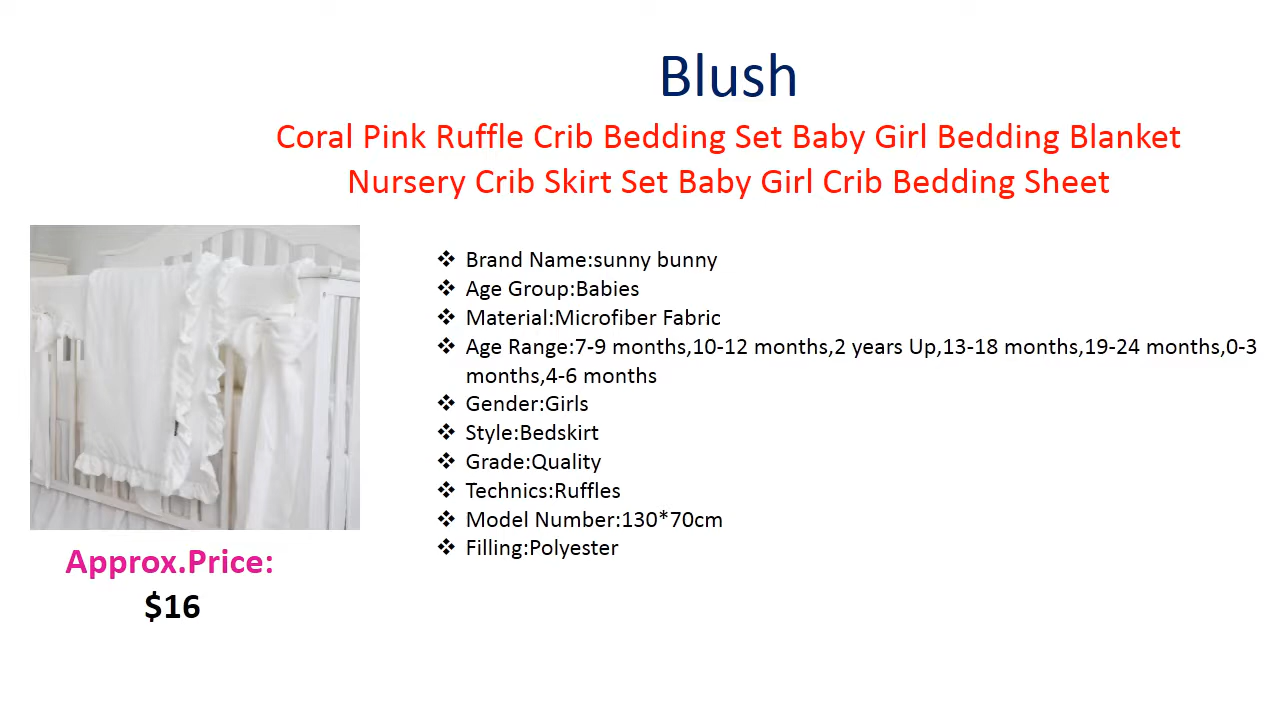 Blush
Coral Pink Ruffle Crib Bedding Set Baby Girl Bedding Blanket
Nursery Crib Skirt Set Baby Girl Crib Bedding Sheet
❖ Brand Name:sunny bunny
❖ Age Group:Babies
❖ Material:Microfiber Fabric
❖ Age Range:7-9 months,10-12 months,2 years Up,13-18 months,19-24 months,0-3
months,4-6 months
❖ Gender:Girls
❖ Style:Bedskirt
❖ Grade:Quality
❖ Technics:Ruffles
❖ Model Number:130*70cm
❖ Filling:Polyester
Approx.Price:
$16